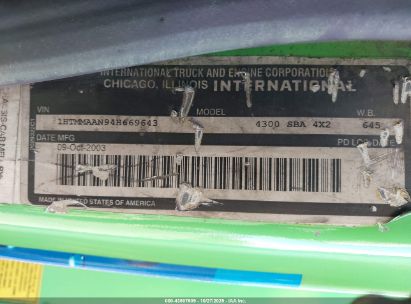 INTERNATIONAL TRUCK AND ENGINE CORPORATION
CHICAGO, ILLINOIS INTERNATIONAL
VIN MODEL W.B.
1HTMMAAN94H669643 4300 SBA 4X2 645
DATE MFG
09-Oct-2003
MADE IN UNITED STATES OF AMERICA